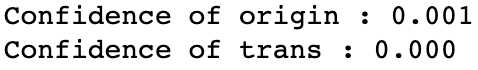 Confidence of origin : 0.001
Confidence of trans : 0.000